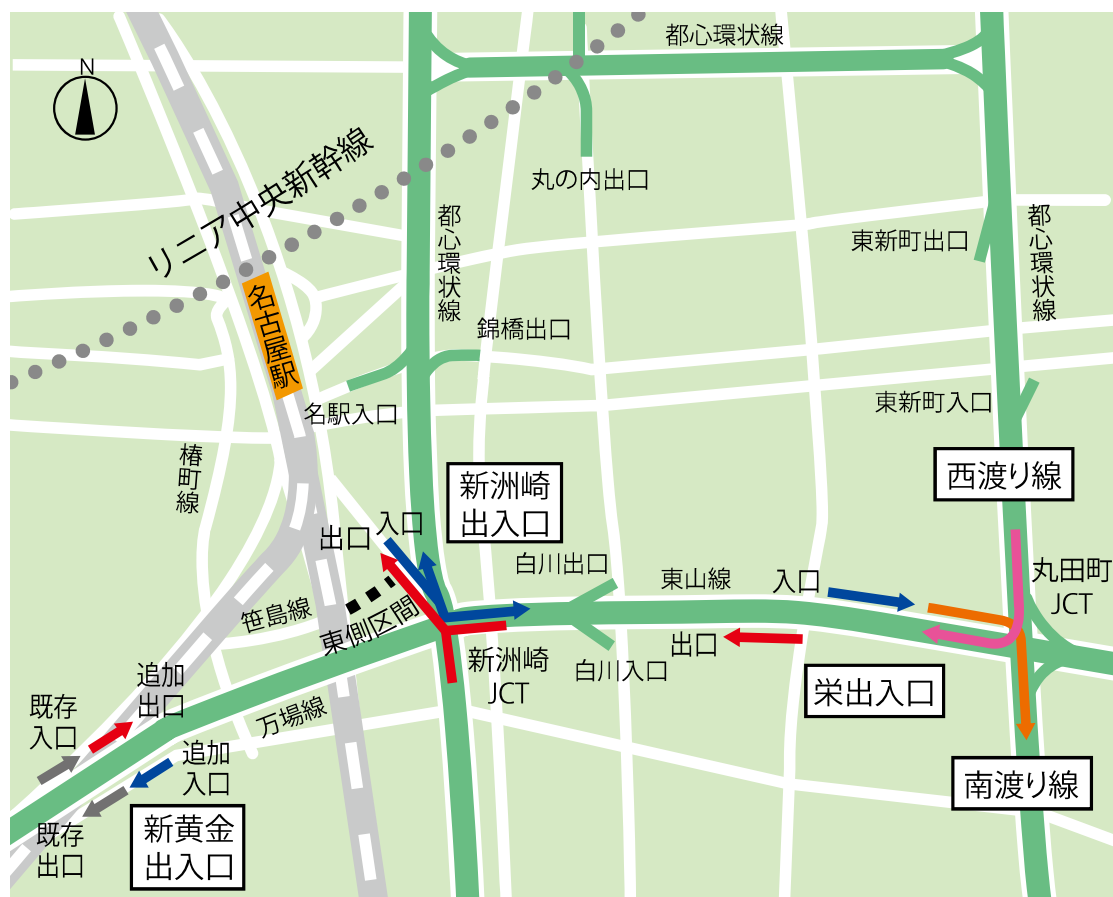 都心環状線
N
リニア中央新幹線
丸の内出口
都心環状線
東新町出口
都心環状線
名古屋駅
錦橋出口
名駅入口
東新町入口
椿町線
新洲崎
出入口
西渡り線
入口
出口
白川出口
東山線
入口
丸田町
JCT
笹島線
東側区間
出口
新洲崎
JCT
白川入口
追加
出口
栄出入口
既存
入口
万場線
追加
入口
南渡り線
新黄金
出入口
既存
出口